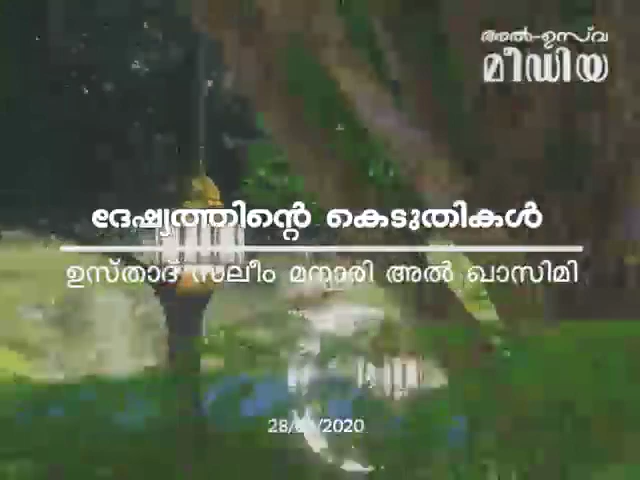 അൽ-ഉസ്‌വ
മീഡിയ
ദേഷ്യത്തിന്റെ കെടുതികൾ
ഉസ്താദ് സലീം മന്നാരി അൽ ഖാസിമി